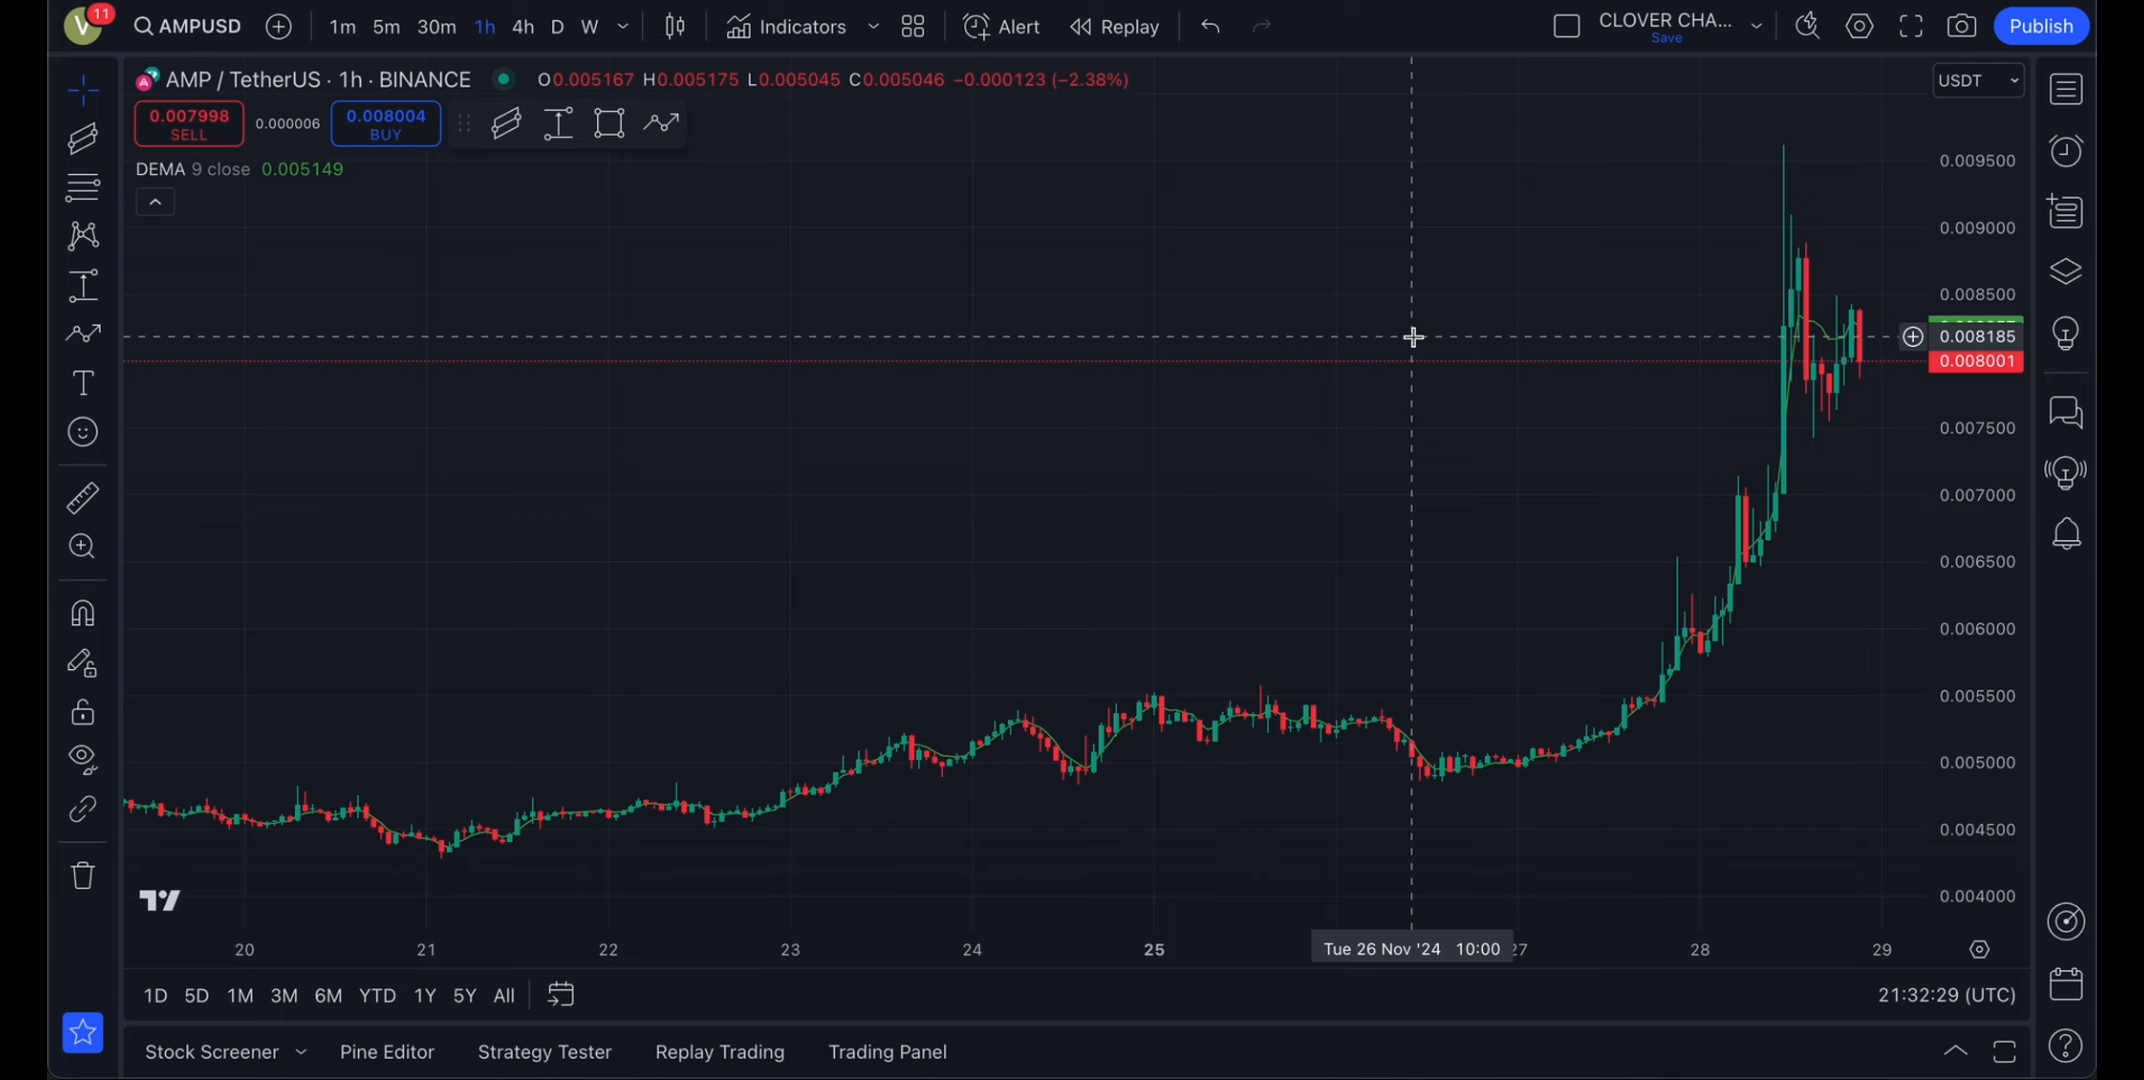 V 11 AMPUSD 1m 5m 30m 1h 4h D W Indicators Alert Replay CLOVER CHA... Save Publish
AMP / TetherUS · 1h · BINANCE O0.005167 H0.005175 L0.005045 C0.005046 −0.000123 (−2.38%) USDT
0.007998 SELL 0.000006 0.008004 BUY
DEMA 9 close 0.005149
0.009500
0.009000
0.008500
0.008185
0.008001
0.007500
0.007000
0.006500
0.006000
0.005500
0.005000
0.004500
0.004000
20 21 22 23 24 25 Tue 26 Nov '24 10:00 27 28 29
1D 5D 1M 3M 6M YTD 1Y 5Y All 21:32:29 (UTC)
Stock Screener Pine Editor Strategy Tester Replay Trading Trading Panel